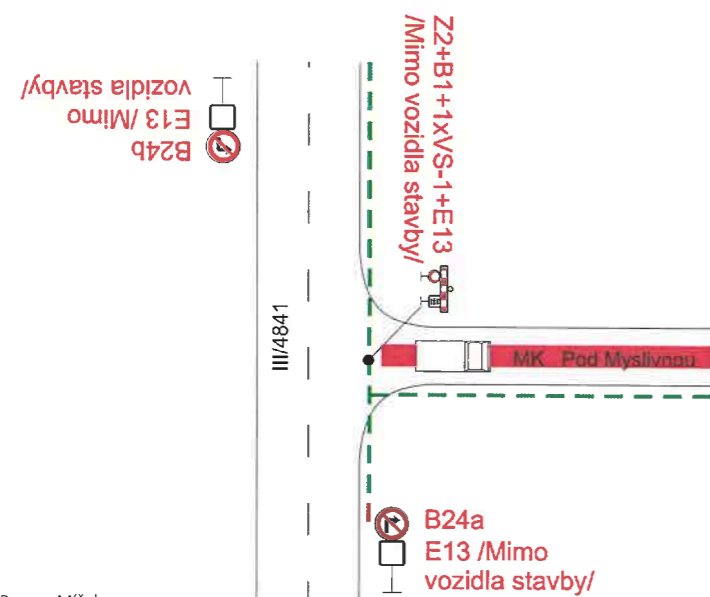 Z2+B1+1xVS-1+E13
/Mimo vozidla stavby/
B24b
E13 /Mimo
vozidla stavby/
III/4841
MK Pod Myslivnou
B24a
E13 /Mimo
vozidla stavby/